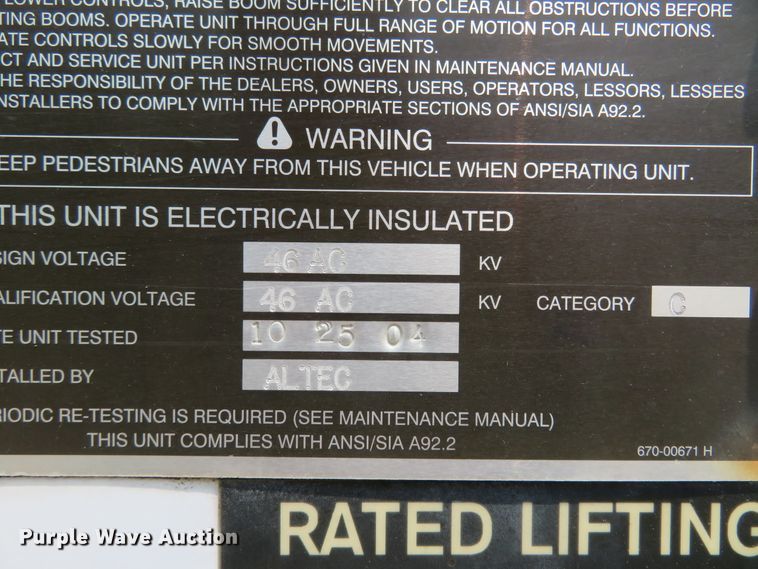 LOWER CONTROLS, RAISE BOOM SUFFICIENTLY TO CLEAR ALL OBSTRUCTIONS BEFORE
TING BOOMS. OPERATE UNIT THROUGH FULL RANGE OF MOTION FOR ALL FUNCTIONS.
ATE CONTROLS SLOWLY FOR SMOOTH MOVEMENTS.
CT AND SERVICE UNIT PER INSTRUCTIONS GIVEN IN MAINTENANCE MANUAL.
THE RESPONSIBILITY OF THE DEALERS, OWNERS, USERS, OPERATORS, LESSORS, LESSEES
INSTALLERS TO COMPLY WITH THE APPROPRIATE SECTIONS OF ANSI/SIA A92.2.
WARNING
EEP PEDESTRIANS AWAY FROM THIS VEHICLE WHEN OPERATING UNIT.
THIS UNIT IS ELECTRICALLY INSULATED
SIGN VOLTAGE 46 AC KV
ALIFICATION VOLTAGE 46 AC KV CATEGORY C
TE UNIT TESTED 10 25 04
TALLED BY ALTEC
RIODIC RE-TESTING IS REQUIRED (SEE MAINTENANCE MANUAL)
THIS UNIT COMPLIES WITH ANSI/SIA A92.2
670-00671 H
RATED LIFTING
Purple Wave Auction